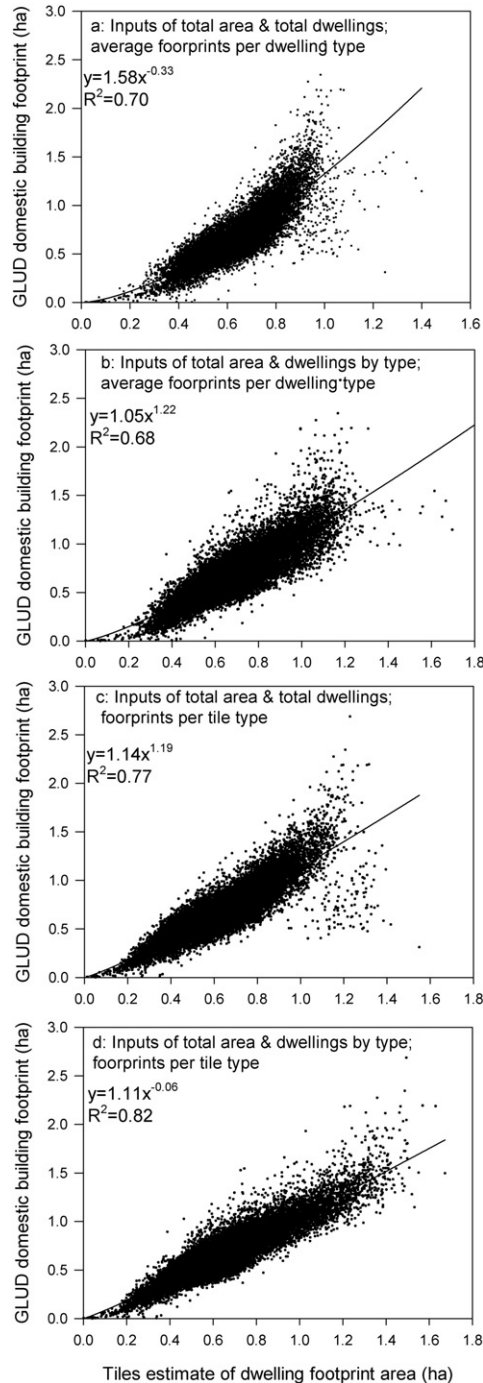 GLUD domestic building footprint (ha)
3.0
2.5
2.0
1.5
1.0
0.5
0.0
a: Inputs of total area & total dwellings;
average foorprints per dwelling type
y=1.58x^-0.33
R²=0.70
0.0 0.2 0.4 0.6 0.8 1.0 1.2 1.4 1.6
GLUD domestic building footprint (ha)
3.0
2.5
2.0
1.5
1.0
0.5
0.0
b: Inputs of total area & dwellings by type;
average foorprints per dwelling type
y=1.05x^1.22
R²=0.68
0.0 0.2 0.4 0.6 0.8 1.0 1.2 1.4 1.6 1.8
GLUD domestic building footprint (ha)
3.0
2.5
2.0
1.5
1.0
0.5
0.0
c: Inputs of total area & total dwellings;
foorprints per tile type
y=1.14x^1.19
R²=0.77
0.0 0.2 0.4 0.6 0.8 1.0 1.2 1.4 1.6 1.8
GLUD domestic building footprint (ha)
3.0
2.5
2.0
1.5
1.0
0.5
0.0
d: Inputs of total area & dwellings by type;
foorprints per tile type
y=1.11x^-0.06
R²=0.82
0.0 0.2 0.4 0.6 0.8 1.0 1.2 1.4 1.6 1.8
Tiles estimate of dwelling footprint area (ha)